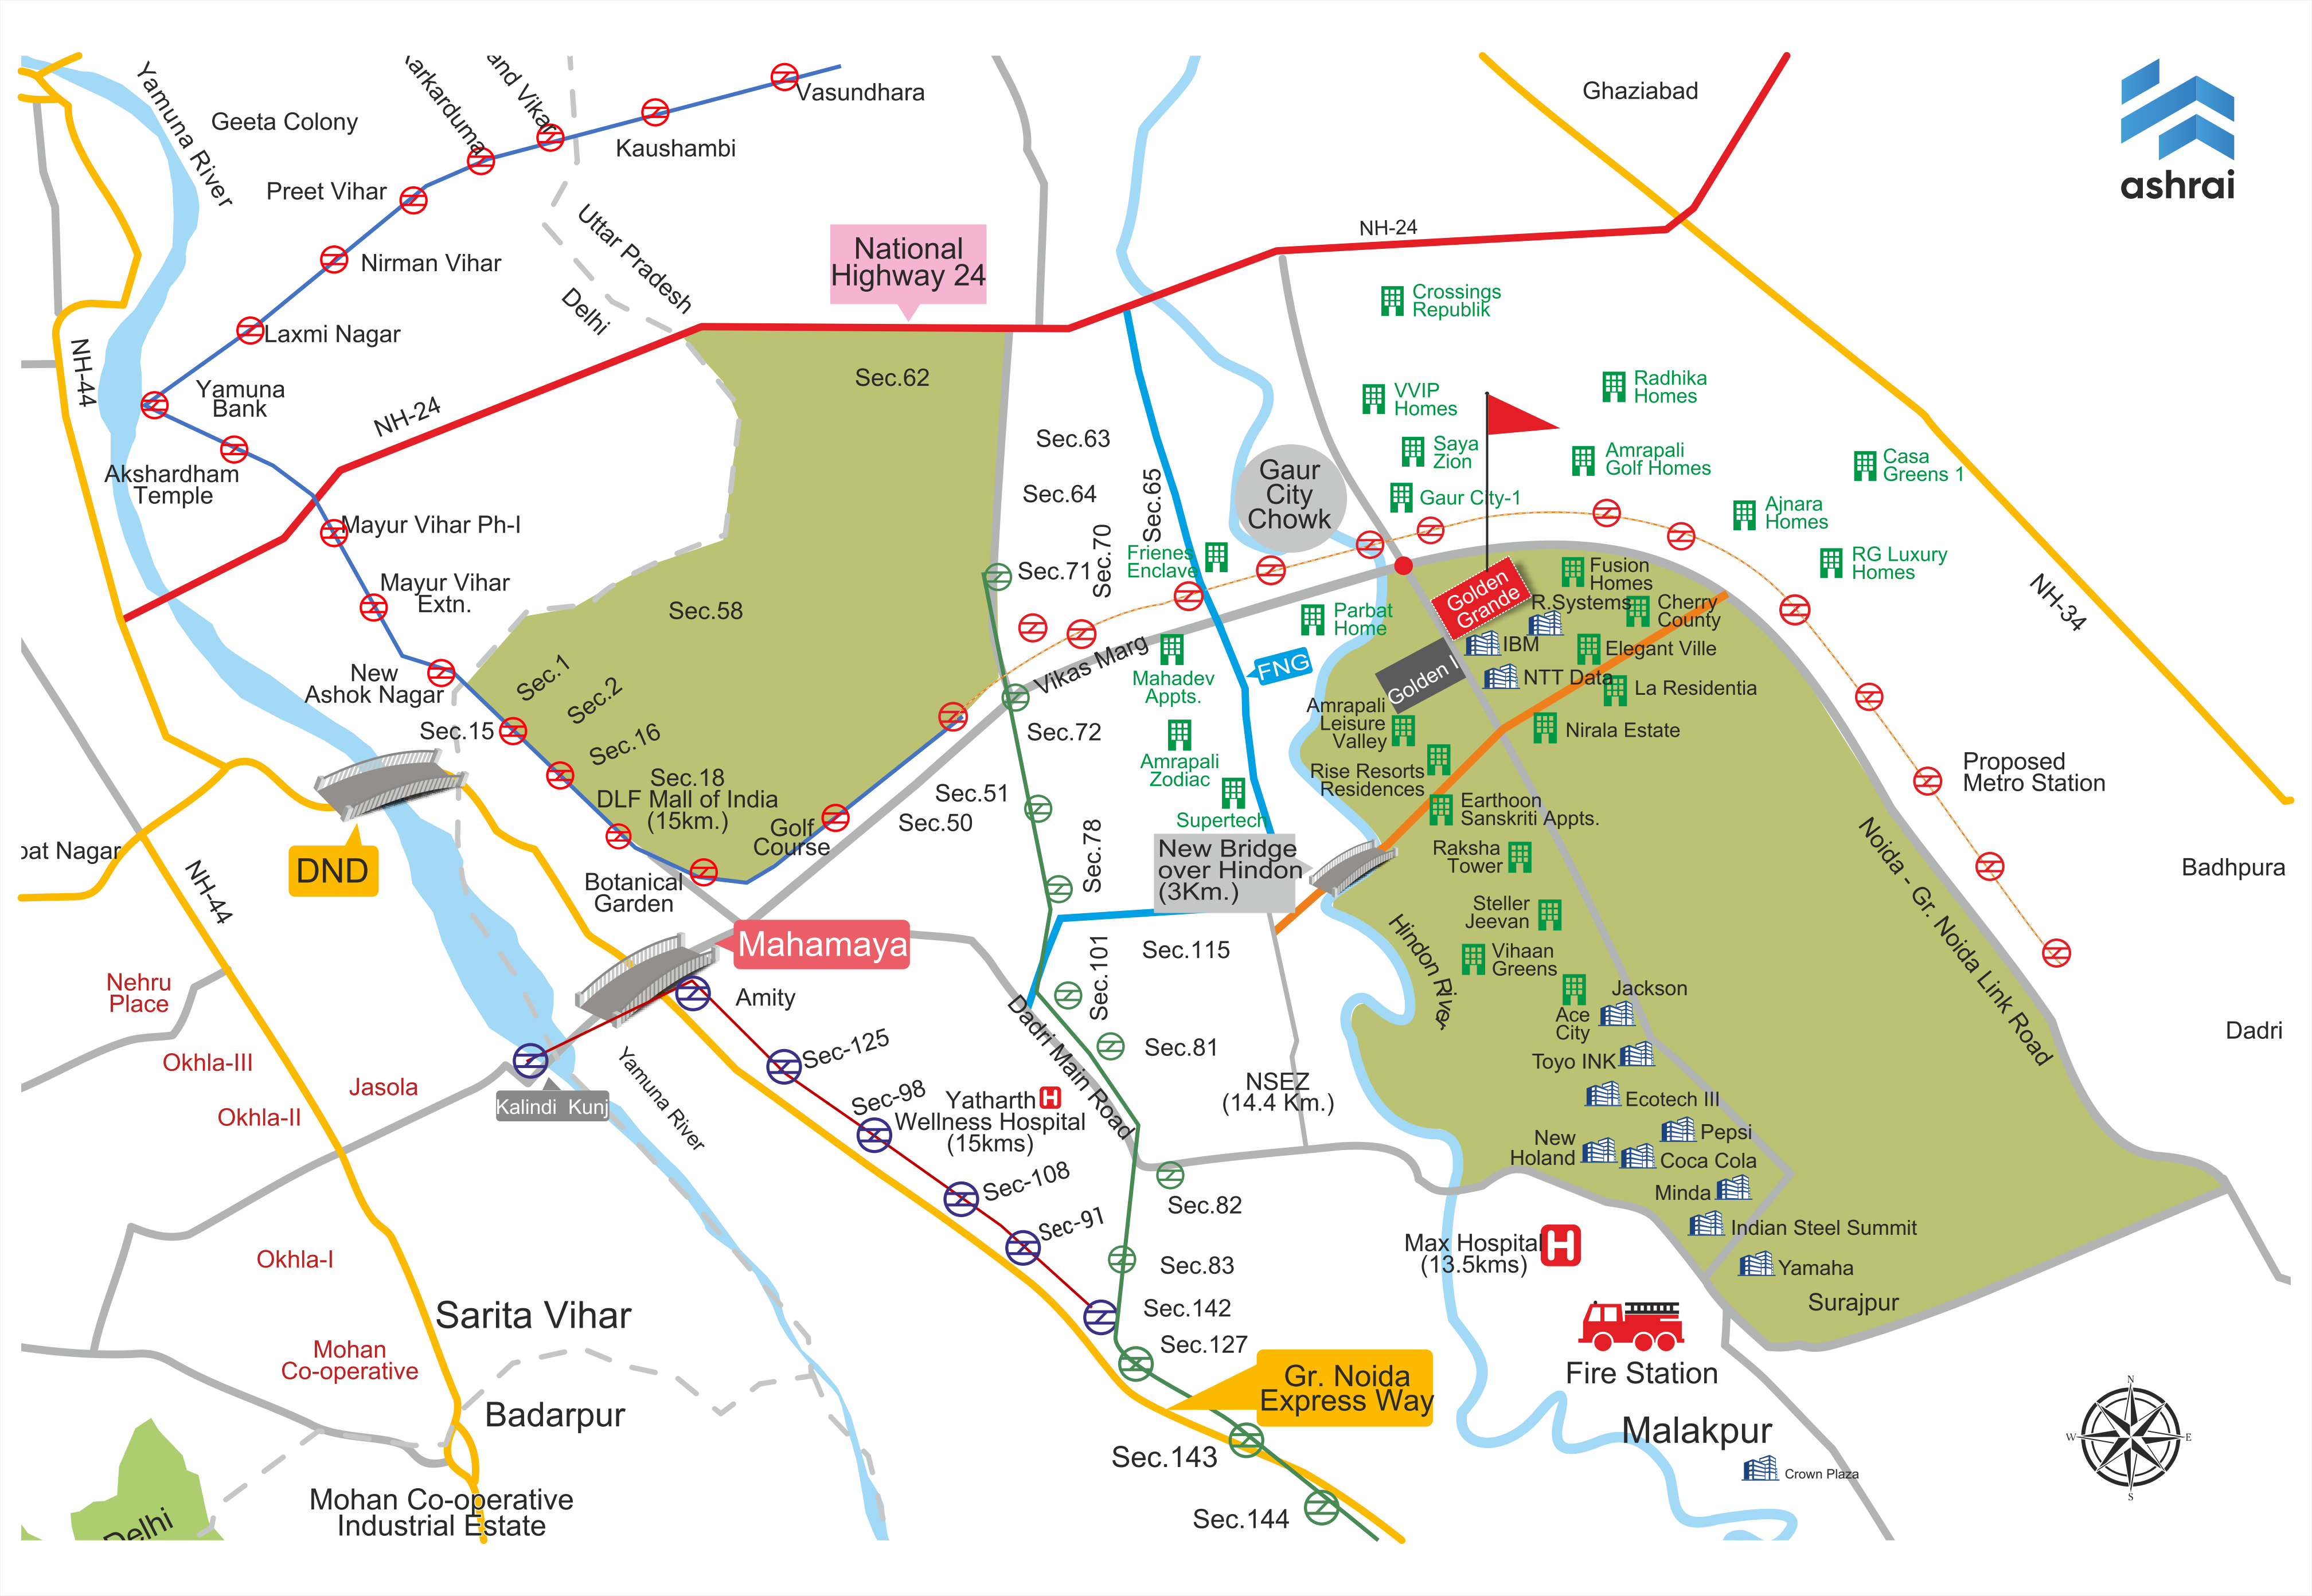 ashrai
Ghaziabad
Yamuna River
Geeta Colony
Vasundhara
Kaushambi
Preet Vihar
Nirman Vihar
Laxmi Nagar
Yamuna
Bank
Akshardham
Temple
Mayur Vihar Ph-I
Mayur Vihar
Extn.
New
Ashok Nagar
Sec.15
NH-44
NH-24
Uttar Pradesh
Delhi
National
Highway 24
NH-24
Sec.62
Sec.63
Sec.64
Sec.65
Sec.70
Sec.71
Sec.58
Sec.1
Sec.2
Sec.16
Sec.18
DLF Mall of India
(15km.)
Golf
Course
Botanical
Garden
Crossings
Republik
VVIP
Homes
Saya
Zion
Gaur City-1
Radhika
Homes
Amrapali
Golf Homes
Casa
Greens 1
Ajnara
Homes
RG Luxury
Homes
NH-34
Gaur
City
Chowk
Frienes
Enclave
Parbat
Home
Vikas Marg
Mahadev
Appts.
FNG
Amrapali
Zodiac
Supertech
Golden
Grande
Golden I
Fusion
Homes
R.Systems
Cherry
County
IBM
Elegant Ville
NTT Data
La Residentia
Nirala Estate
Amrapali
Leisure
Valley
Rise Resorts
Residences
Earthoon
Sanskriti Appts.
Raksha
Tower
Steller
Jeevan
Vihaan
Greens
Ace
City
Jackson
Toyo INK
Ecotech III
Pepsi
New
Holand
Coca Cola
Minda
Indian Steel Summit
Yamaha
Surajpur
Proposed
Metro Station
Noida - Gr. Noida Link Road
Badhpura
Dadri
Sec.72
Sec.51
Sec.50
Sec.78
New Bridge
over Hindon
(3Km.)
Hindon River
Sec.115
Sec.101
Sec.81
NSEZ
(14.4 Km.)
Dadri Main Road
Sec.82
Sec.83
Sec.142
Sec.127
Gr. Noida
Express Way
Sec.143
Sec.144
DND
NH-44
Mahamaya
Amity
Sec-125
Sec-98
Yatharth H
Wellness Hospital
(15kms)
Sec-108
Sec-91
Kalindi Kunj
Yamuna River
Nehru
Place
Okhla-III
Jasola
Okhla-II
Okhla-I
Sarita Vihar
Mohan
Co-operative
Badarpur
Mohan Co-operative
Industrial Estate
Delhi
Max Hospital H
(13.5kms)
Fire Station
Malakpur
Crown Plaza
N
W
E
S